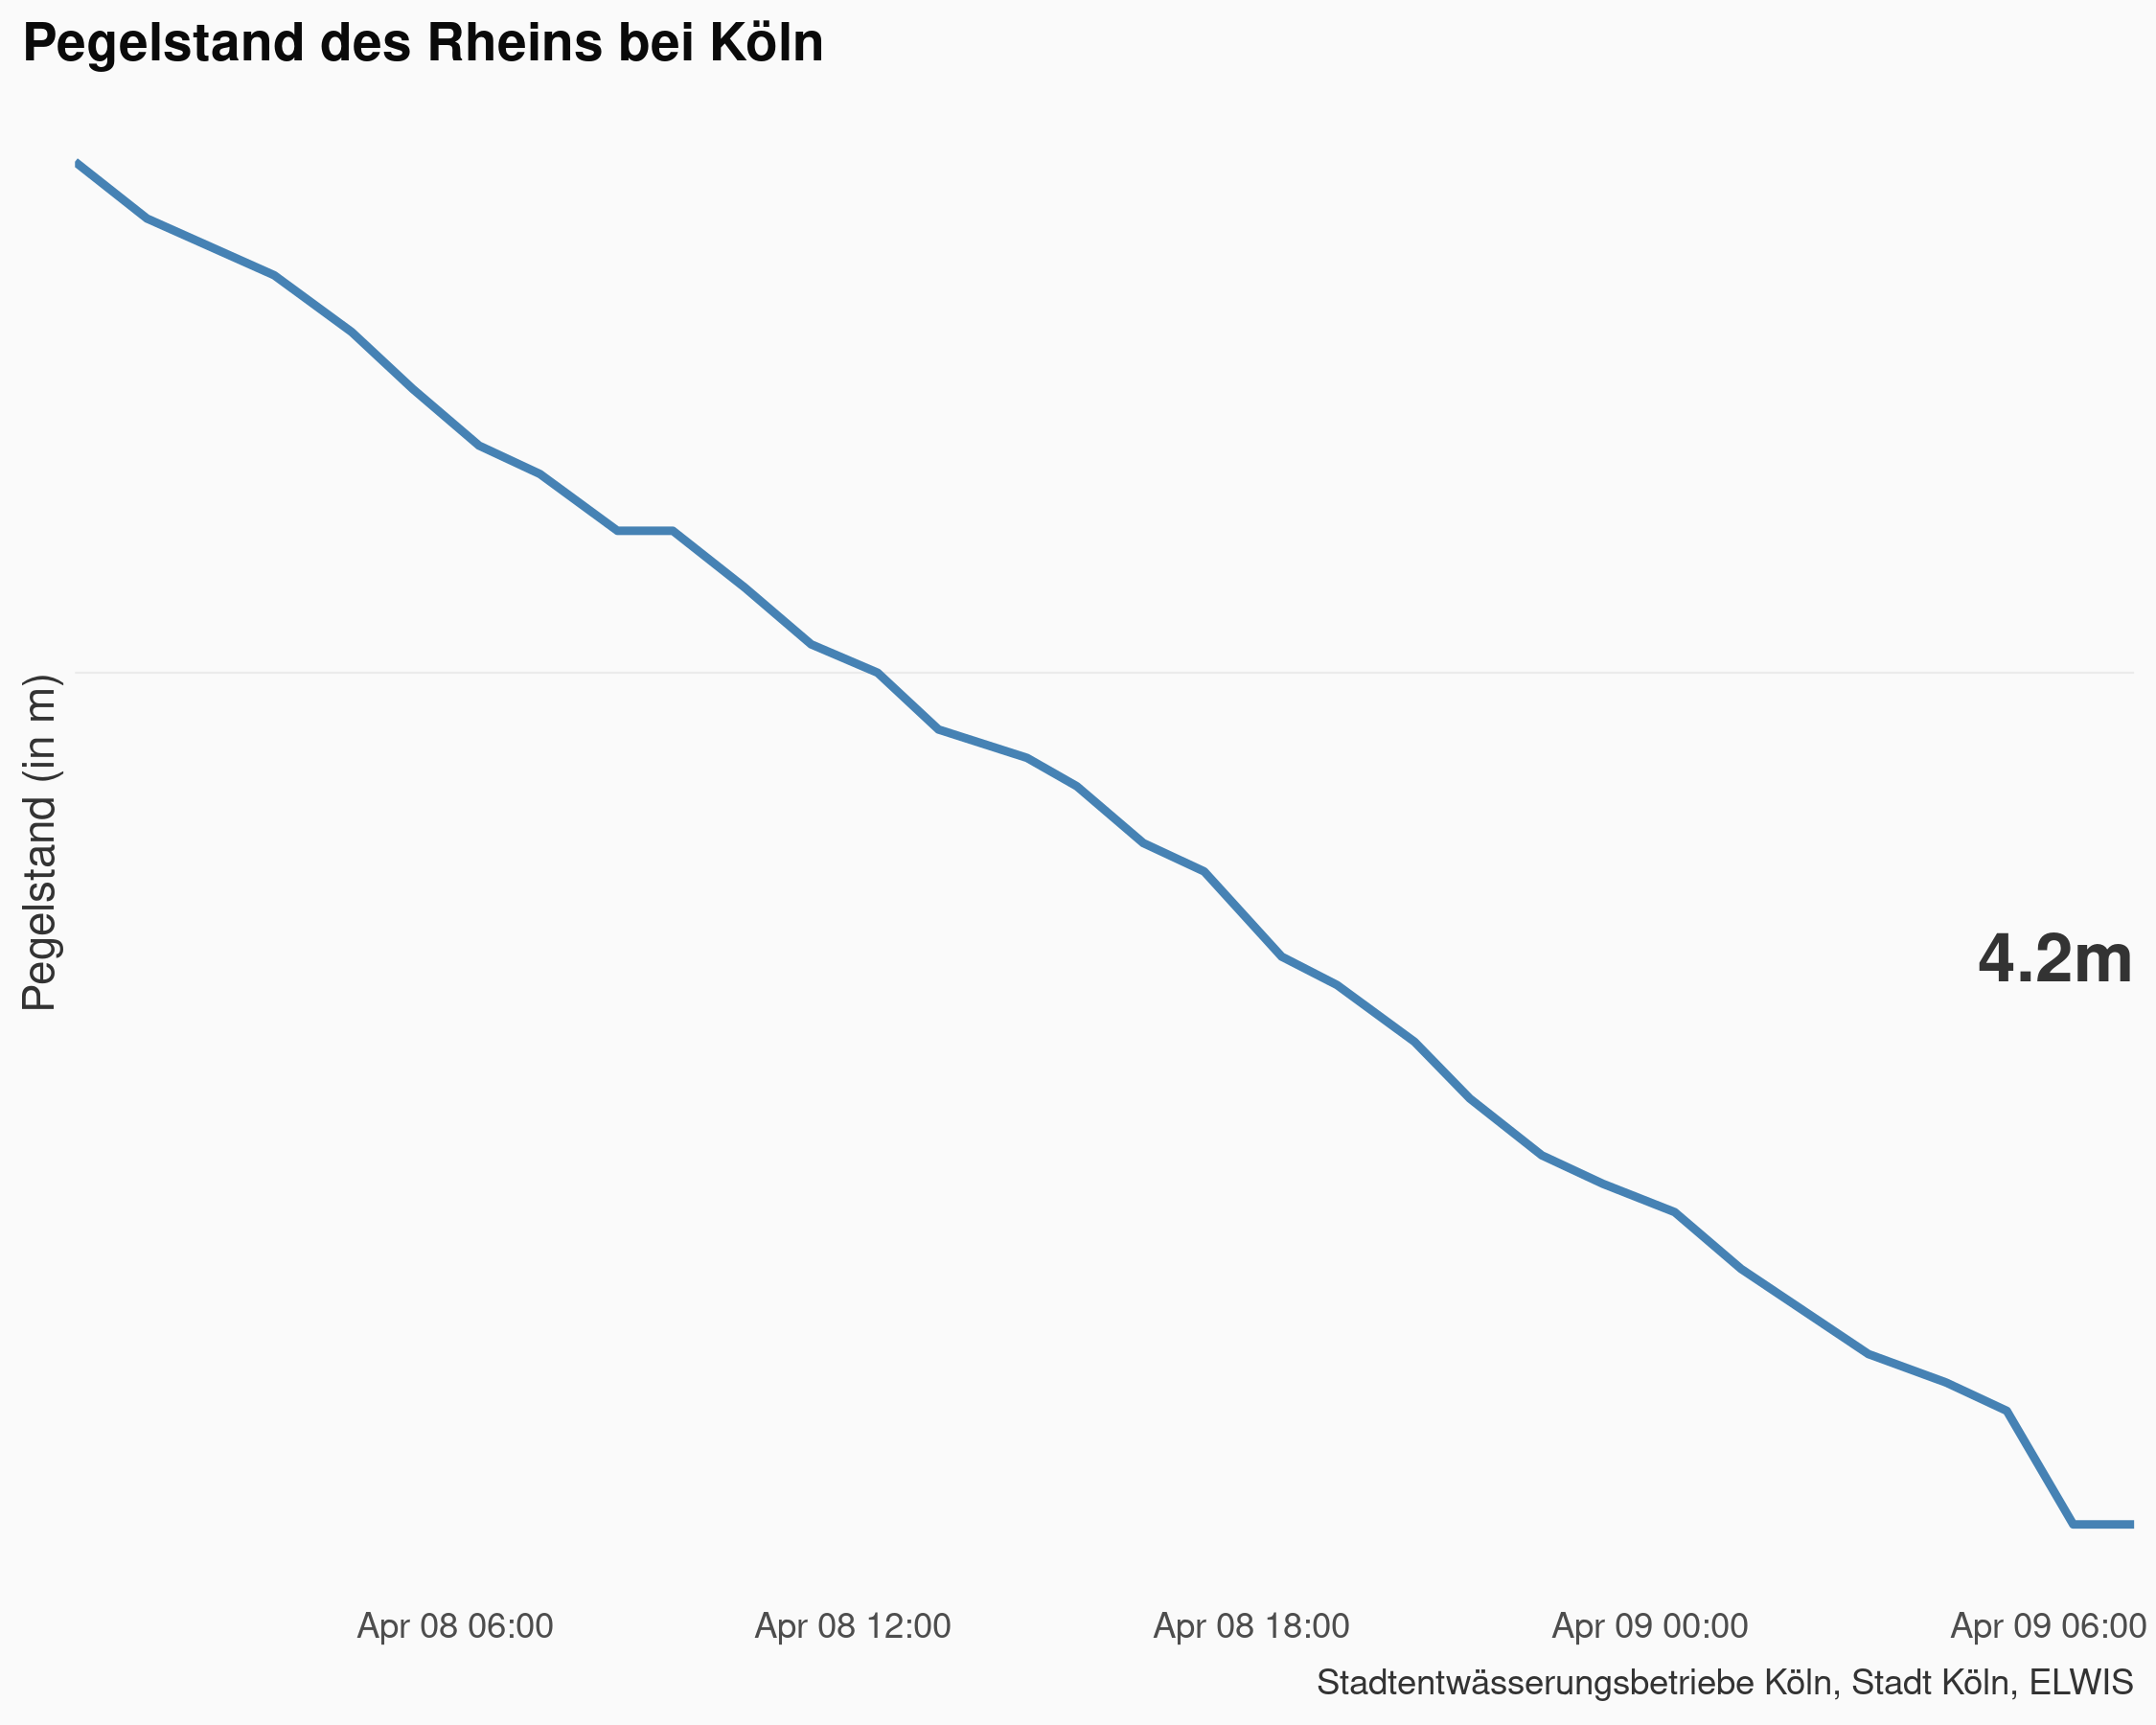 Pegelstand des Rheins bei Köln
Pegelstand (in m)
4.2m
Apr 08 06:00
Apr 08 12:00
Apr 08 18:00
Apr 09 00:00
Apr 09 06:00
Stadtentwässerungsbetriebe Köln, Stadt Köln, ELWIS